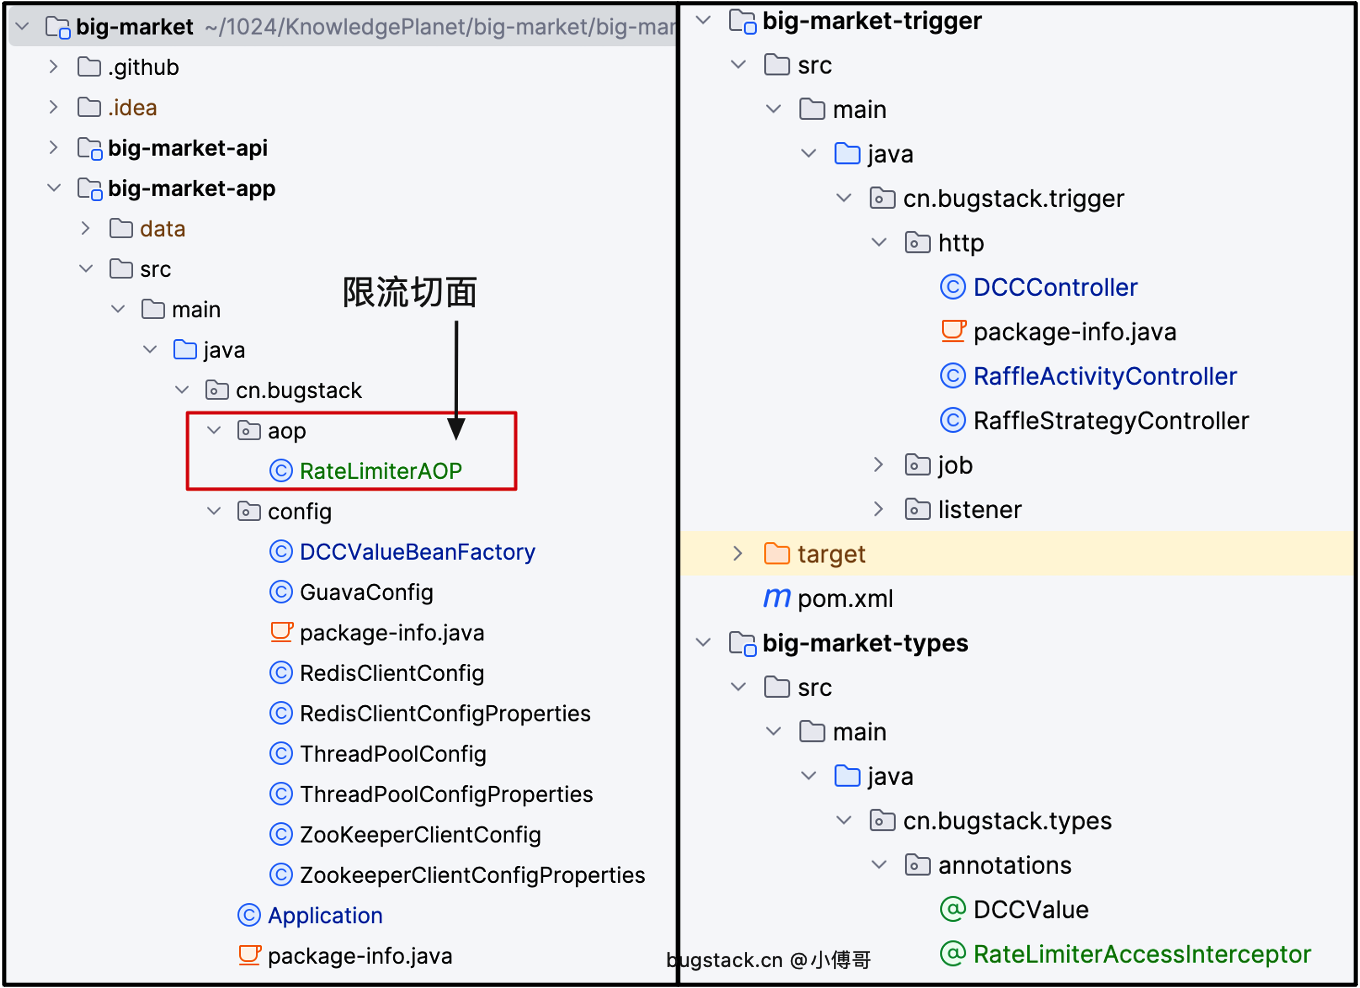 big-market ~/1024/KnowledgePlanet/big-market/big-mar
.github
.idea
big-market-api
big-market-app
data
src
限流切面
main
java
cn.bugstack
aop
RateLimiterAOP
config
DCCValueBeanFactory
GuavaConfig
package-info.java
RedisClientConfig
RedisClientConfigProperties
ThreadPoolConfig
ThreadPoolConfigProperties
ZooKeeperClientConfig
ZookeeperClientConfigProperties
Application
package-info.java
big-market-trigger
src
main
java
cn.bugstack.trigger
http
DCCController
package-info.java
RaffleActivityController
RaffleStrategyController
job
listener
target
pom.xml
big-market-types
src
main
java
cn.bugstack.types
annotations
DCCValue
RateLimiterAccessInterceptor
bugstack.cn @小傅哥